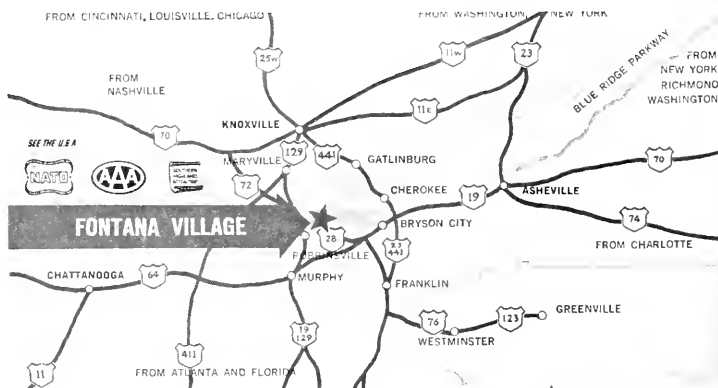 FROM CINCINNATI, LOUISVILLE, CHICAGO
FROM WASHINGTON, NEW YORK
25W
11W
23
BLUE RIDGE PARKWAY
FROM
NEW YORK
RICHMOND
WASHINGTON
FROM
NASHVILLE
11E
KNOXVILLE
70
SEE THE U S A
NATO
AAA
MARYVILLE
129
441
GATLINBURG
70
72
CHEROKEE
19
ASHEVILLE
FONTANA VILLAGE
BRYSON CITY
74
28
ROBBINSVILLE
23
441
FROM CHARLOTTE
CHATTANOOGA
64
MURPHY
FRANKLIN
GREENVILLE
76
123
WESTMINSTER
19
129
411
11
FROM ATLANTA AND FLORIDA